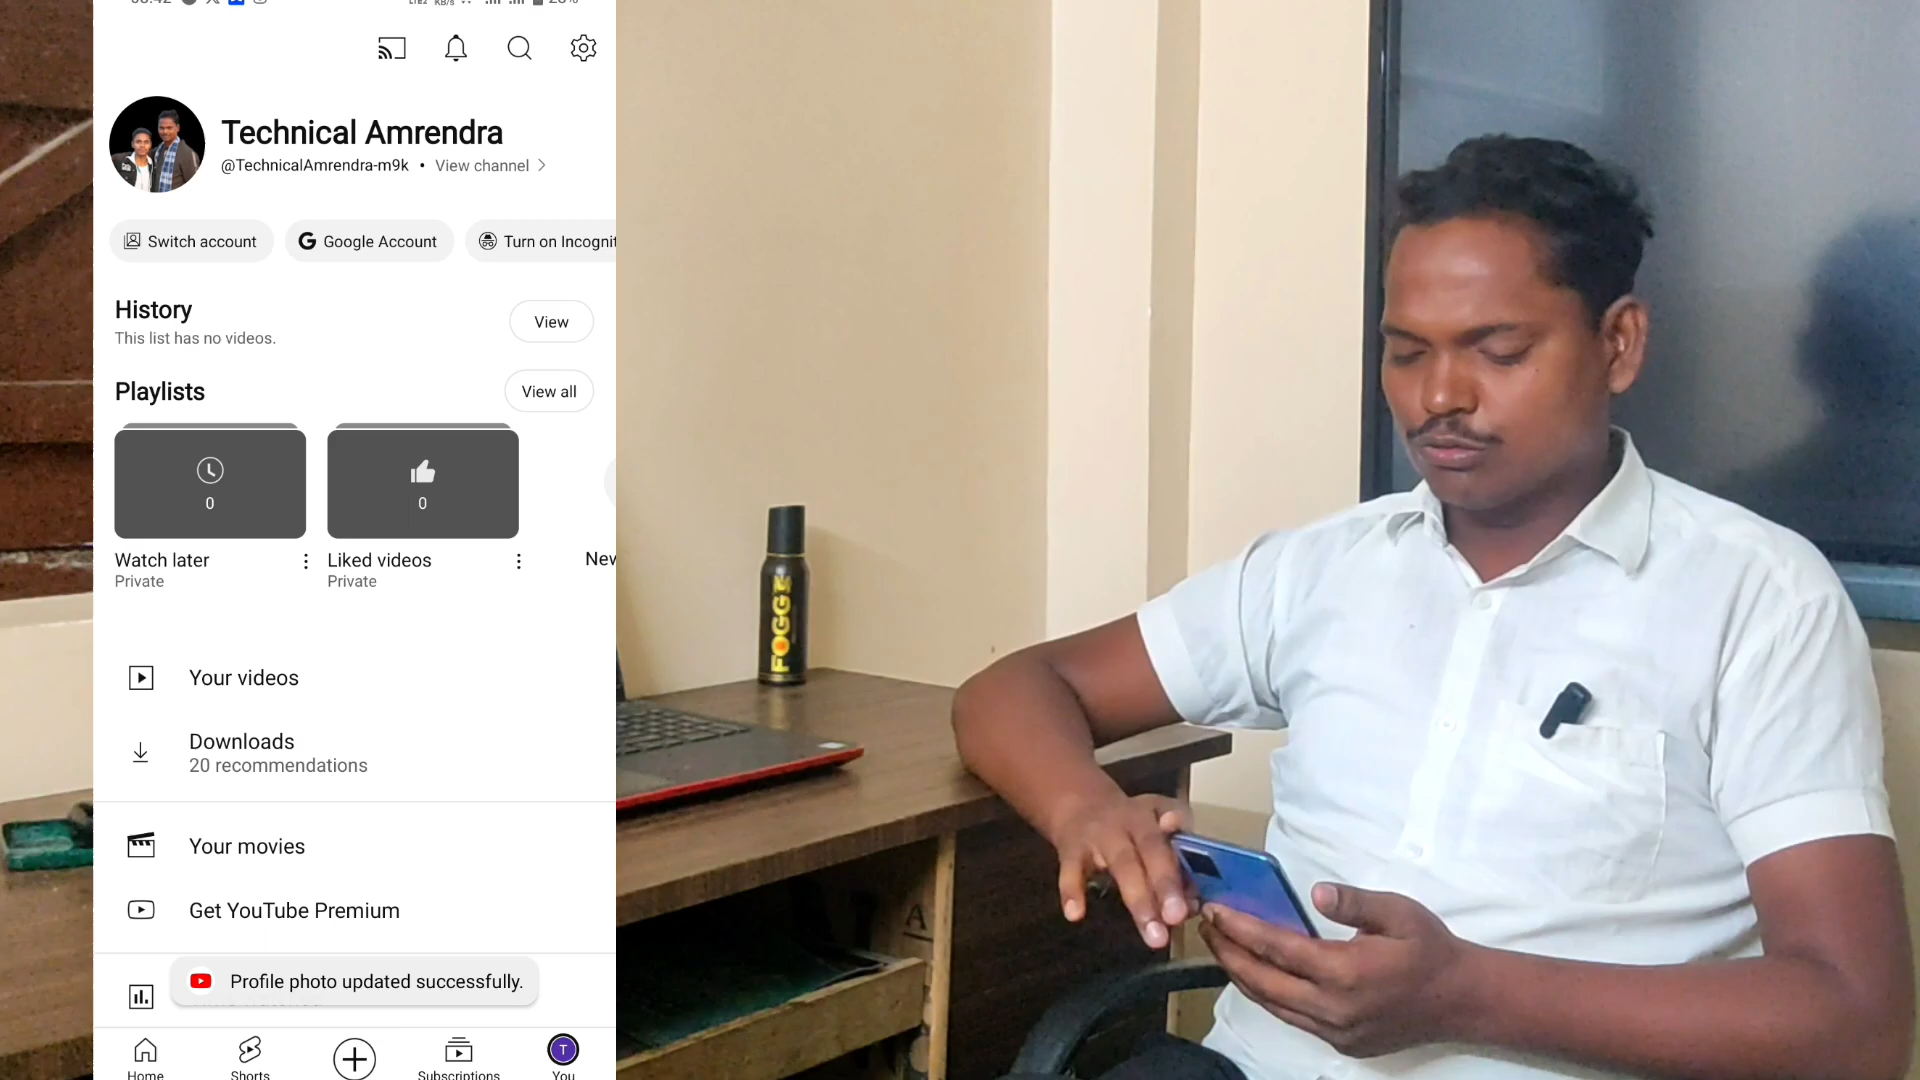 Technical Amrendra
@TechnicalAmrendra-m9k • View channel
Switch account
Google Account
Turn on Incognit
History
This list has no videos.
View
Playlists
View all
0
0
Watch later
Private
Liked videos
Private
New
Your videos
Downloads
20 recommendations
Your movies
Get YouTube Premium
Profile photo updated successfully.
Home
Shorts
Subscriptions
T
You
FOGG
A